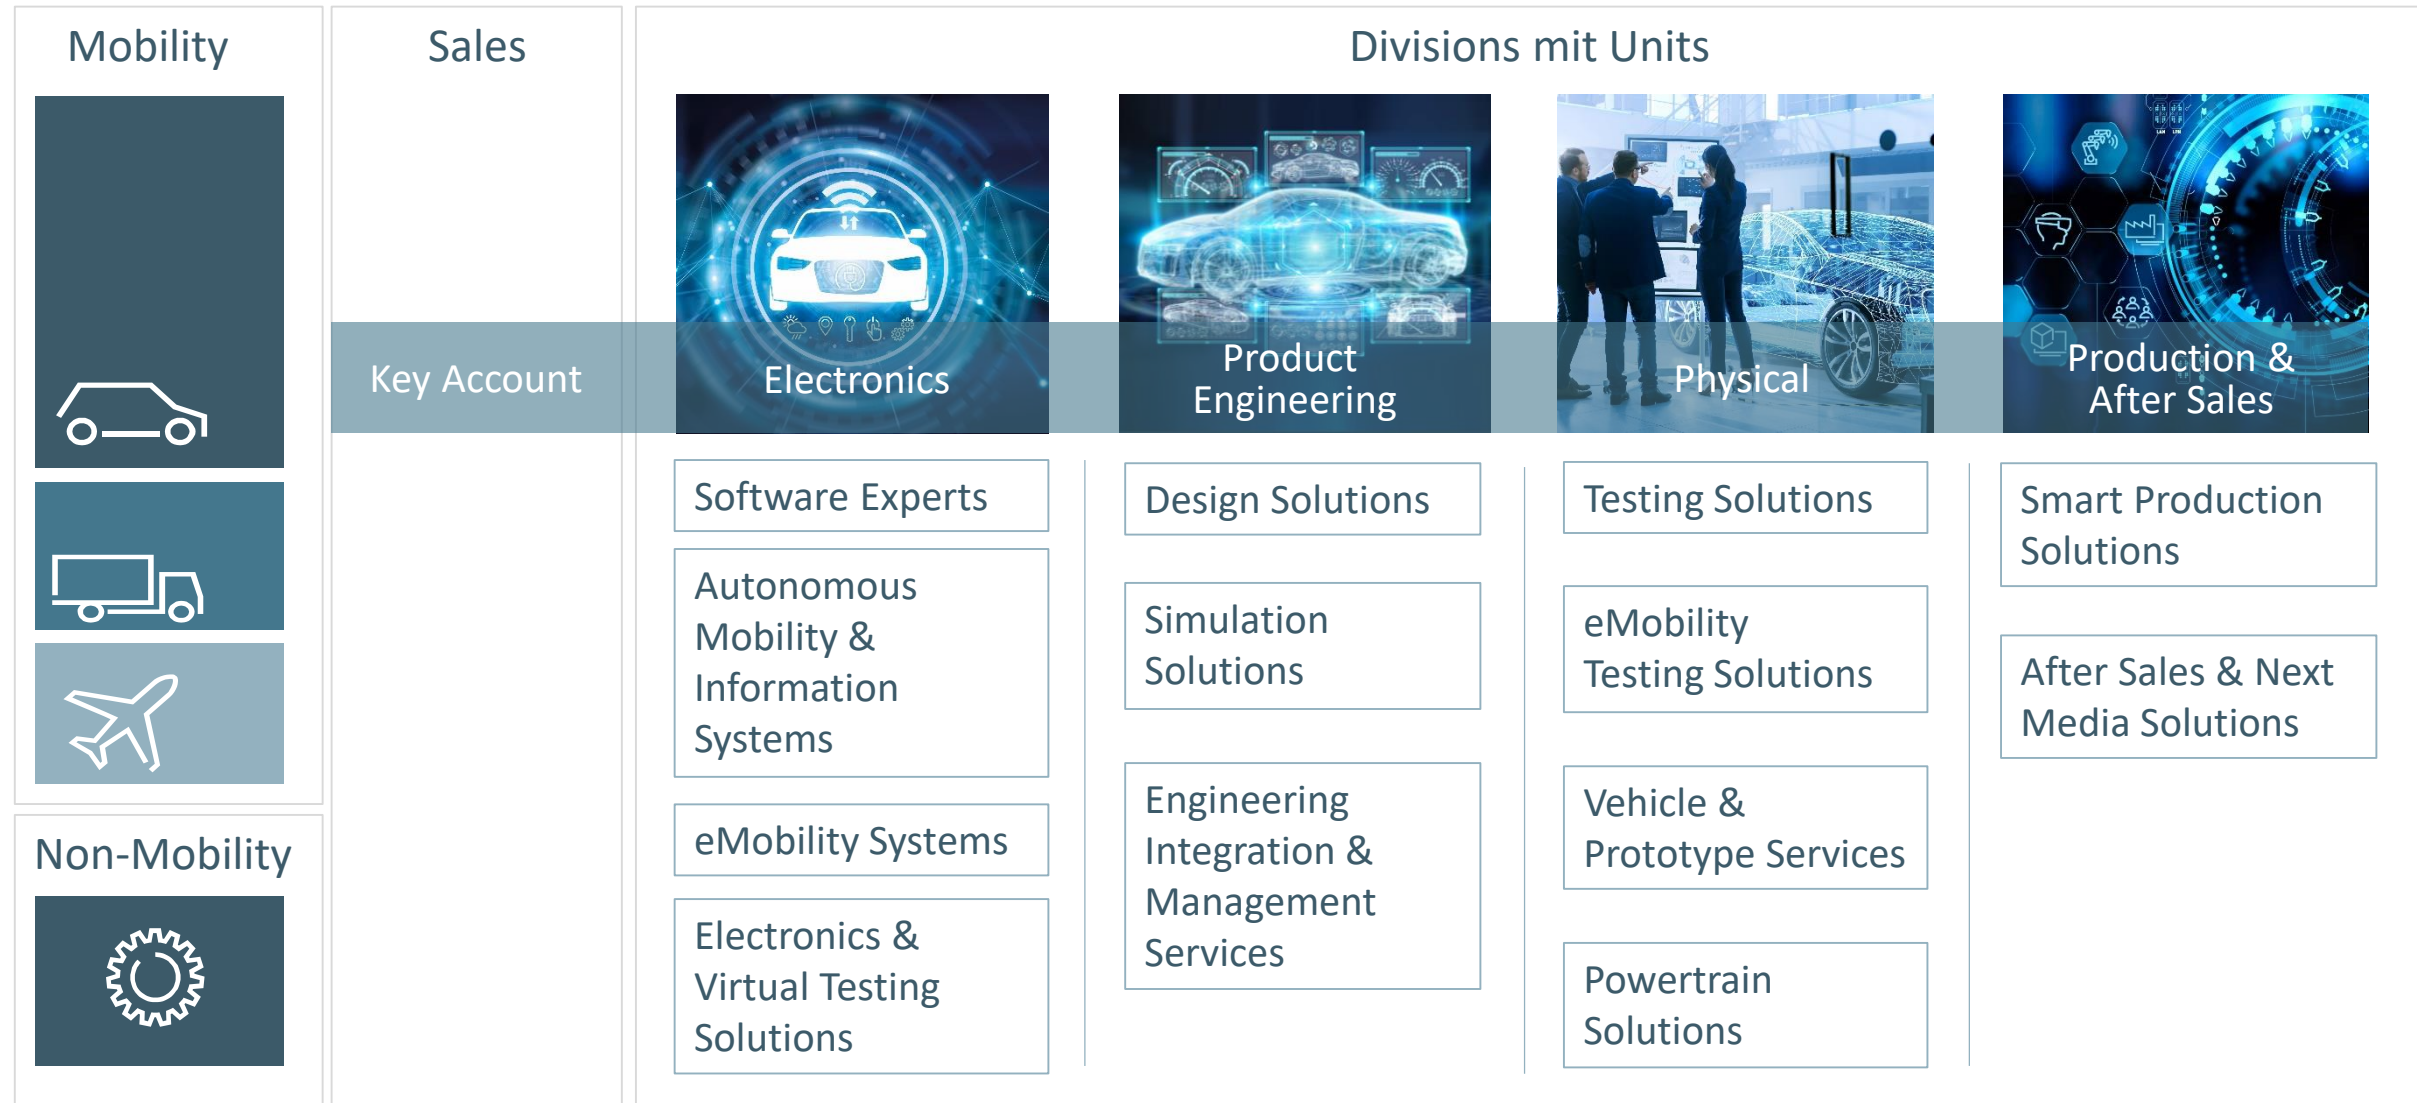 Mobility
Sales
Divisions mit Units
Key Account
Electronics
Product
Engineering
Physical
Production &
After Sales
Software Experts
Autonomous
Mobility &
Information
Systems
eMobility Systems
Electronics &
Virtual Testing
Solutions
Design Solutions
Simulation
Solutions
Engineering
Integration &
Management
Services
Testing Solutions
eMobility
Testing Solutions
Vehicle &
Prototype Services
Powertrain
Solutions
Smart Production
Solutions
After Sales & Next
Media Solutions
Non-Mobility